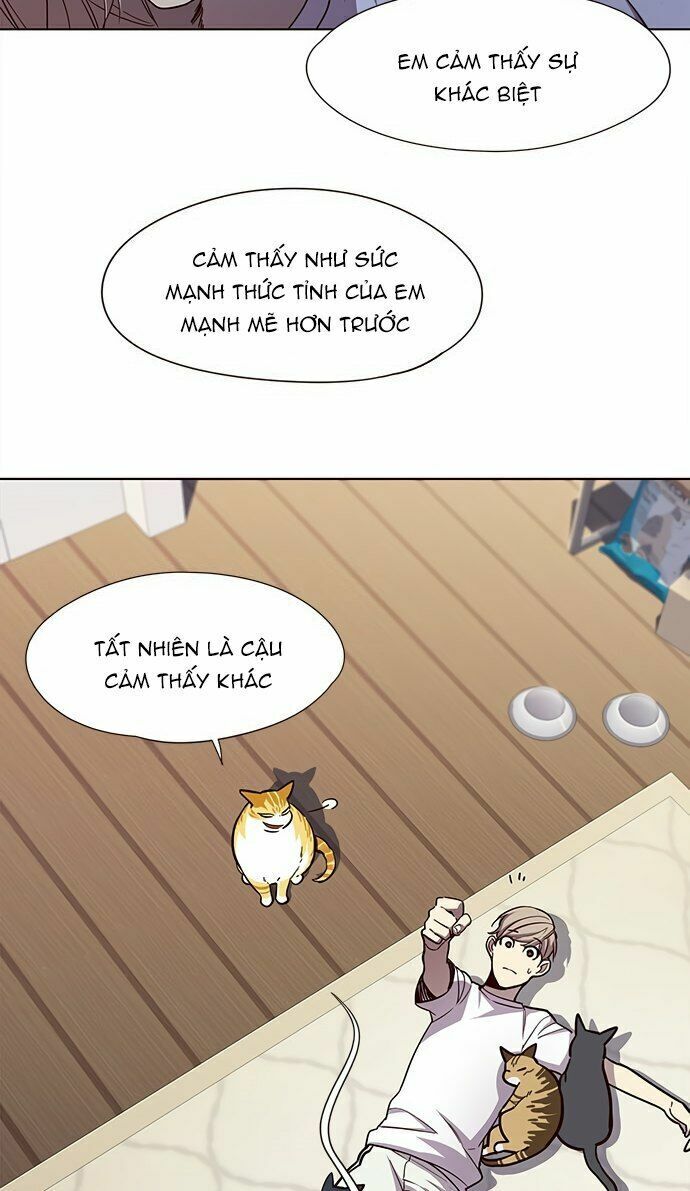 EM CẢM THẤY SỰ
KHÁC BIỆT
CẢM THẤY NHƯ SỨC
MẠNH THỨC TỈNH CỦA EM
MẠNH MẼ HƠN TRƯỚC
TẤT NHIÊN LÀ CẬU
CẢM THẤY KHÁC